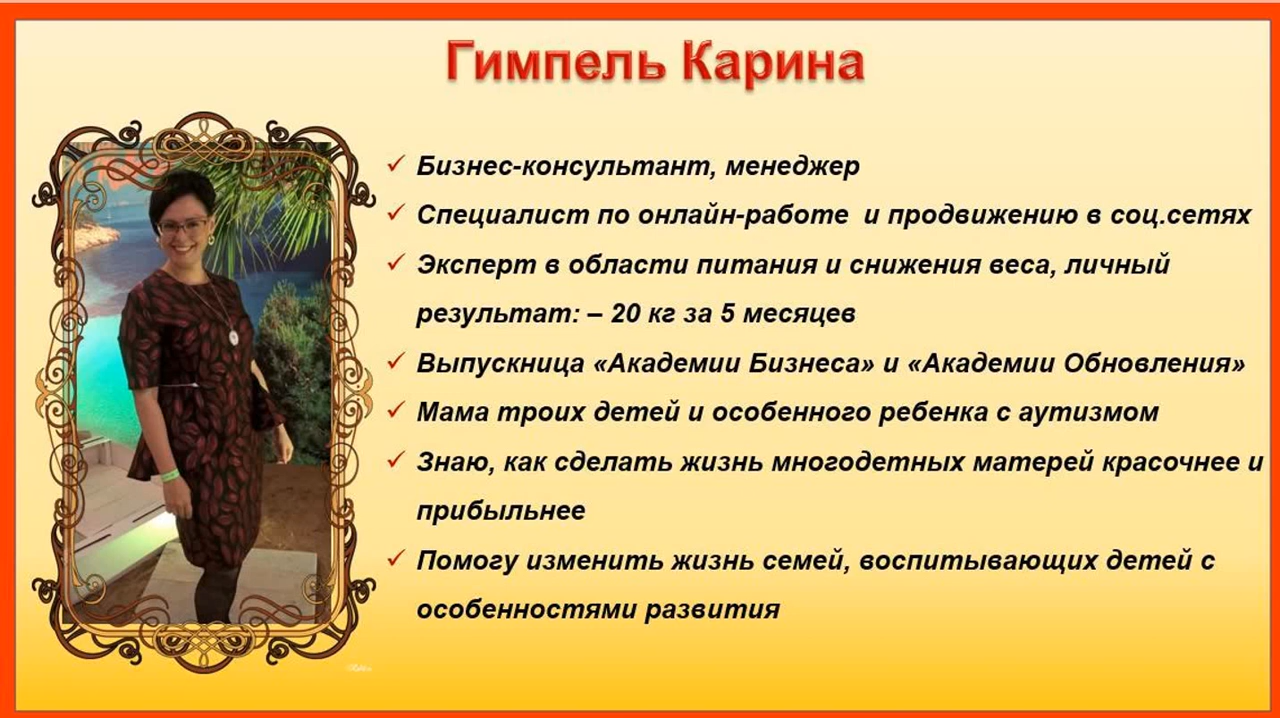 Гимпель Карина
Бизнес-консультант, менеджер
Специалист по онлайн-работе и продвижению в соц.сетях
Эксперт в области питания и снижения веса, личный
результат: – 20 кг за 5 месяцев
Выпускница «Академии Бизнеса» и «Академии Обновления»
Мама троих детей и особенного ребенка с аутизмом
Знаю, как сделать жизнь многодетных матерей красочнее и
прибыльнее
Помогу изменить жизнь семей, воспитывающих детей с
особенностями развития